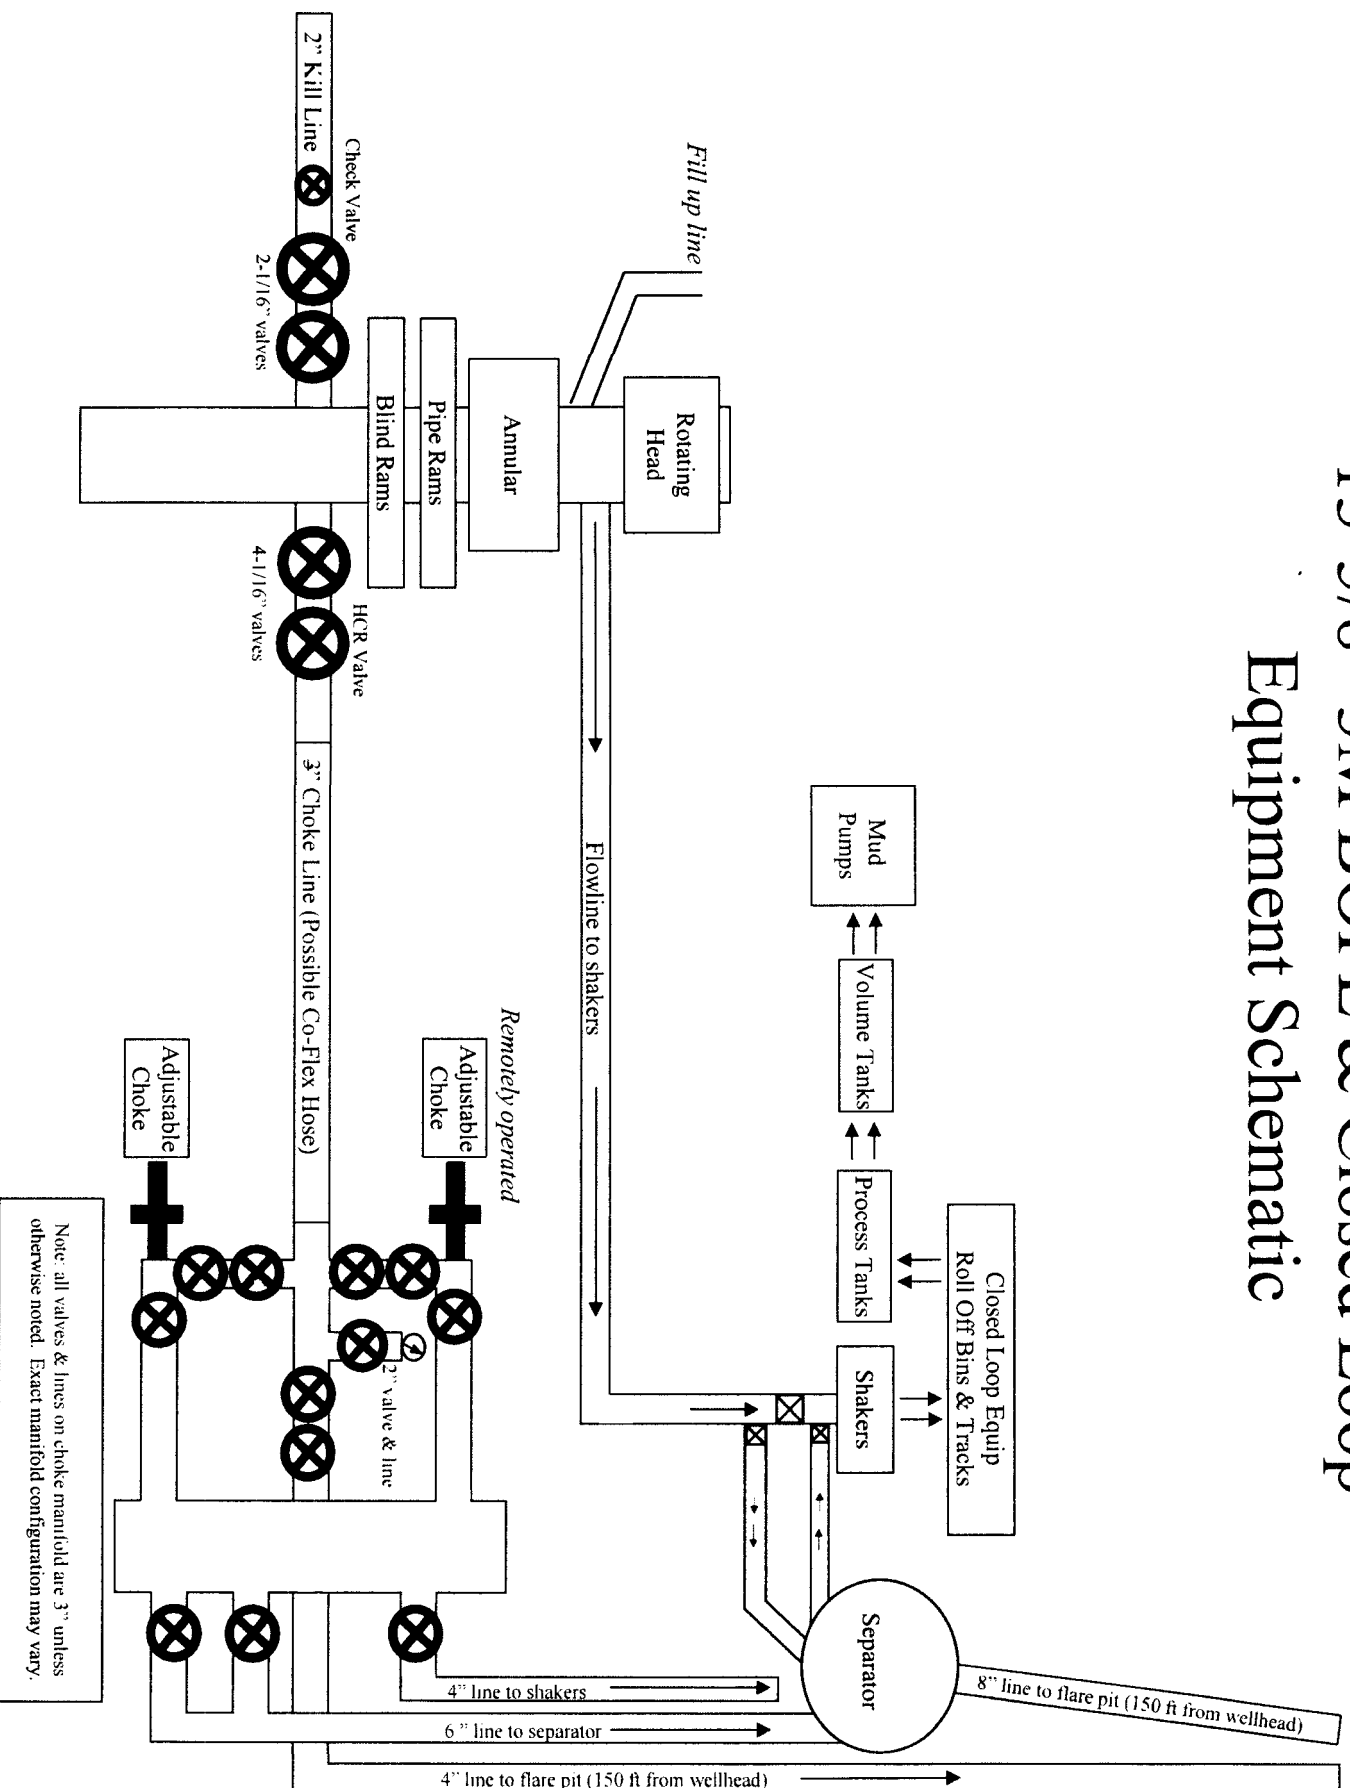 Equipment Schematic
Closed Loop Equip
Roll Off Bins & Tracks
Mud
Pumps
Volume Tanks
Process Tanks
Shakers
Separator
8" line to flare pit (150 ft from wellhead)
Fill up line
Rotating
Head
Flowline to shakers
Annular
Pipe Rams
Blind Rams
Remotely operated
Adjustable
Choke
2" Kill Line
Check Valve
2-1/16" valves
HCR Valve
4-1/16" valves
3" Choke Line (Possible Co-Flex Hose)
2" valve & line
Adjustable
Choke
4" line to shakers
6 " line to separator
4" line to flare pit (150 ft from wellhead)
Note: all valves & lines on choke manifold are 3" unless
otherwise noted. Exact manifold configuration may vary.